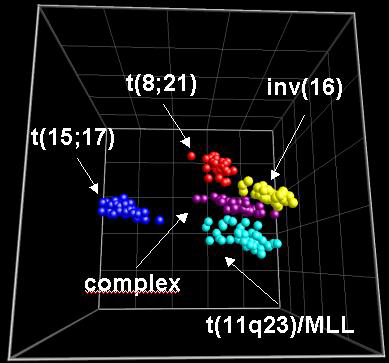 t(8;21)
inv(16)
t(15;17)
complex
t(11q23)/MLL